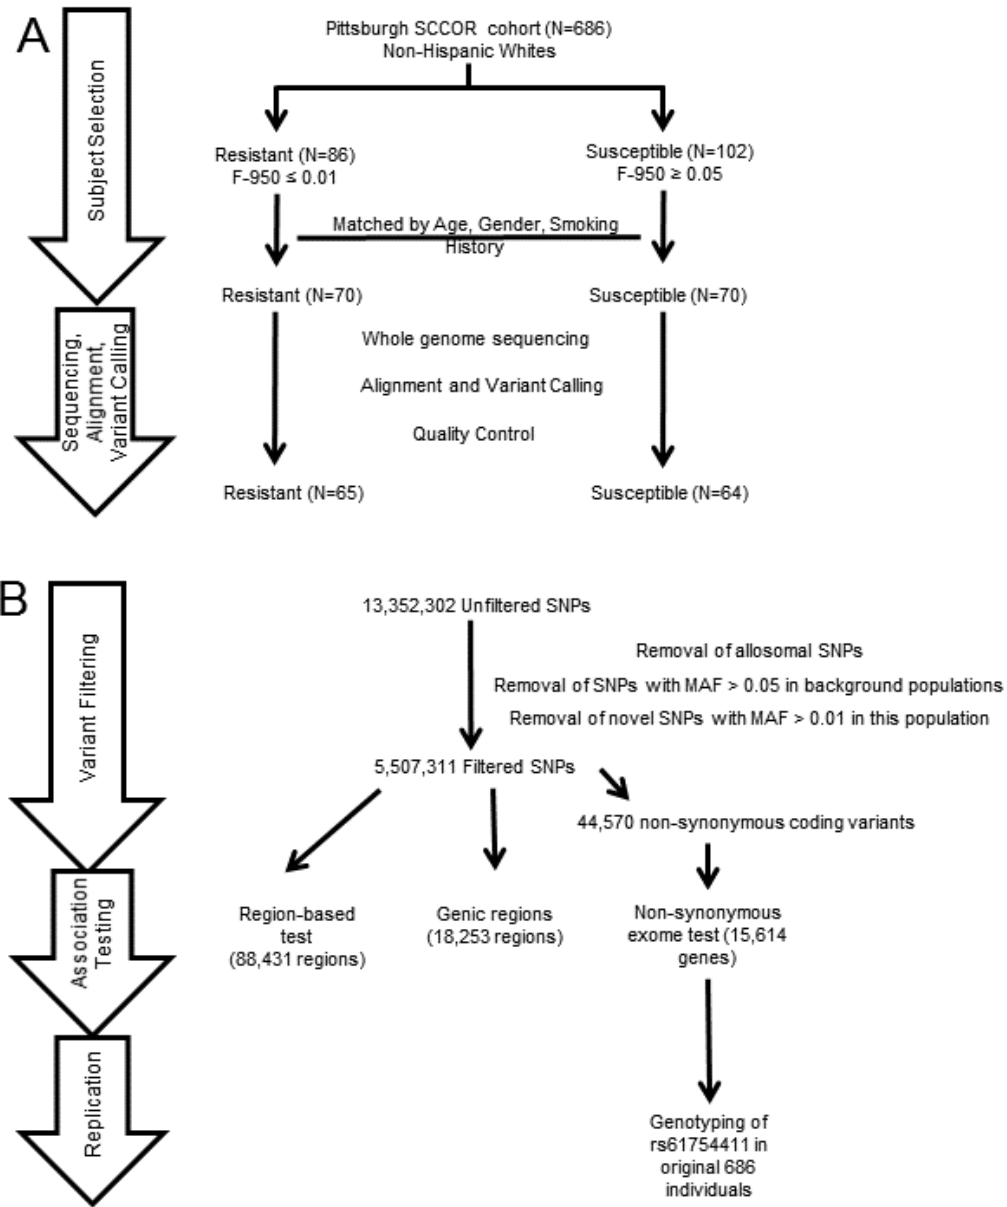 A
Subject Selection
Pittsburgh SCCOR cohort (N=686)
Non-Hispanic Whites
Resistant (N=86)
F-950 ≤ 0.01
Susceptible (N=102)
F-950 ≥ 0.05
Matched by Age, Gender, Smoking
History
Resistant (N=70)
Susceptible (N=70)
Sequencing,
Alignment,
Variant Calling
Whole genome sequencing
Alignment and Variant Calling
Quality Control
Resistant (N=65)
Susceptible (N=64)
B
Variant Filtering
13,352,302 Unfiltered SNPs
Removal of allosomal SNPs
Removal of SNPs with MAF > 0.05 in background populations
Removal of novel SNPs with MAF > 0.01 in this population
5,507,311 Filtered SNPs
44,570 non-synonymous coding variants
Association
Testing
Region-based
test
(88,431 regions)
Genic regions
(18,253 regions)
Non-synonymous
exome test (15,614
genes)
Replication
Genotyping of
rs61754411 in
original 686
individuals